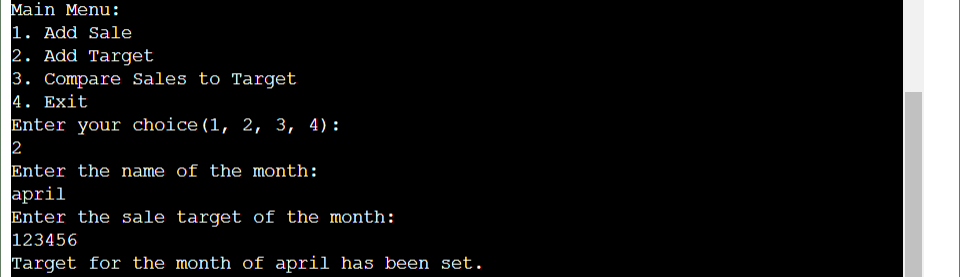 Main Menu:
1. Add Sale
2. Add Target
3. Compare Sales to Target
4. Exit
Enter your choice(1, 2, 3, 4):
2
Enter the name of the month:
april
Enter the sale target of the month:
123456
Target for the month of april has been set.